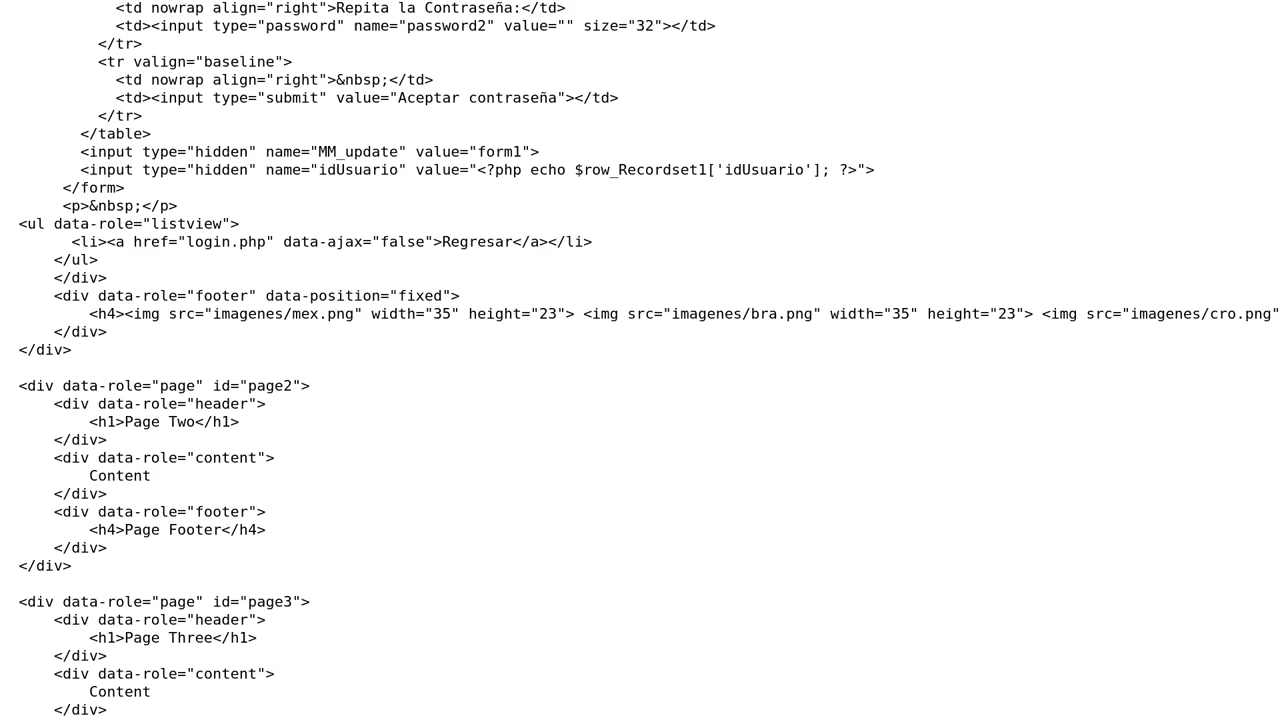 <td nowrap align="right">Repita la Contraseña:</td>
<td><input type="password" name="password2" value="" size="32"></td>
</tr>
<tr valign="baseline">
<td nowrap align="right">&nbsp;</td>
<td><input type="submit" value="Aceptar contraseña"></td>
</tr>
</table>
<input type="hidden" name="MM_update" value="form1">
<input type="hidden" name="idUsuario" value="<?php echo $row_Recordset1['idUsuario']; ?>">
</form>
<p>&nbsp;</p>
<ul data-role="listview">
<li><a href="login.php" data-ajax="false">Regresar</a></li>
</ul>
</div>
<div data-role="footer" data-position="fixed">
<h4><img src="imagenes/mex.png" width="35" height="23"> <img src="imagenes/bra.png" width="35" height="23"> <img src="imagenes/cro.png"
</div>
</div>
<div data-role="page" id="page2">
<div data-role="header">
<h1>Page Two</h1>
</div>
<div data-role="content">
Content
</div>
<div data-role="footer">
<h4>Page Footer</h4>
</div>
</div>
<div data-role="page" id="page3">
<div data-role="header">
<h1>Page Three</h1>
</div>
<div data-role="content">
Content
</div>